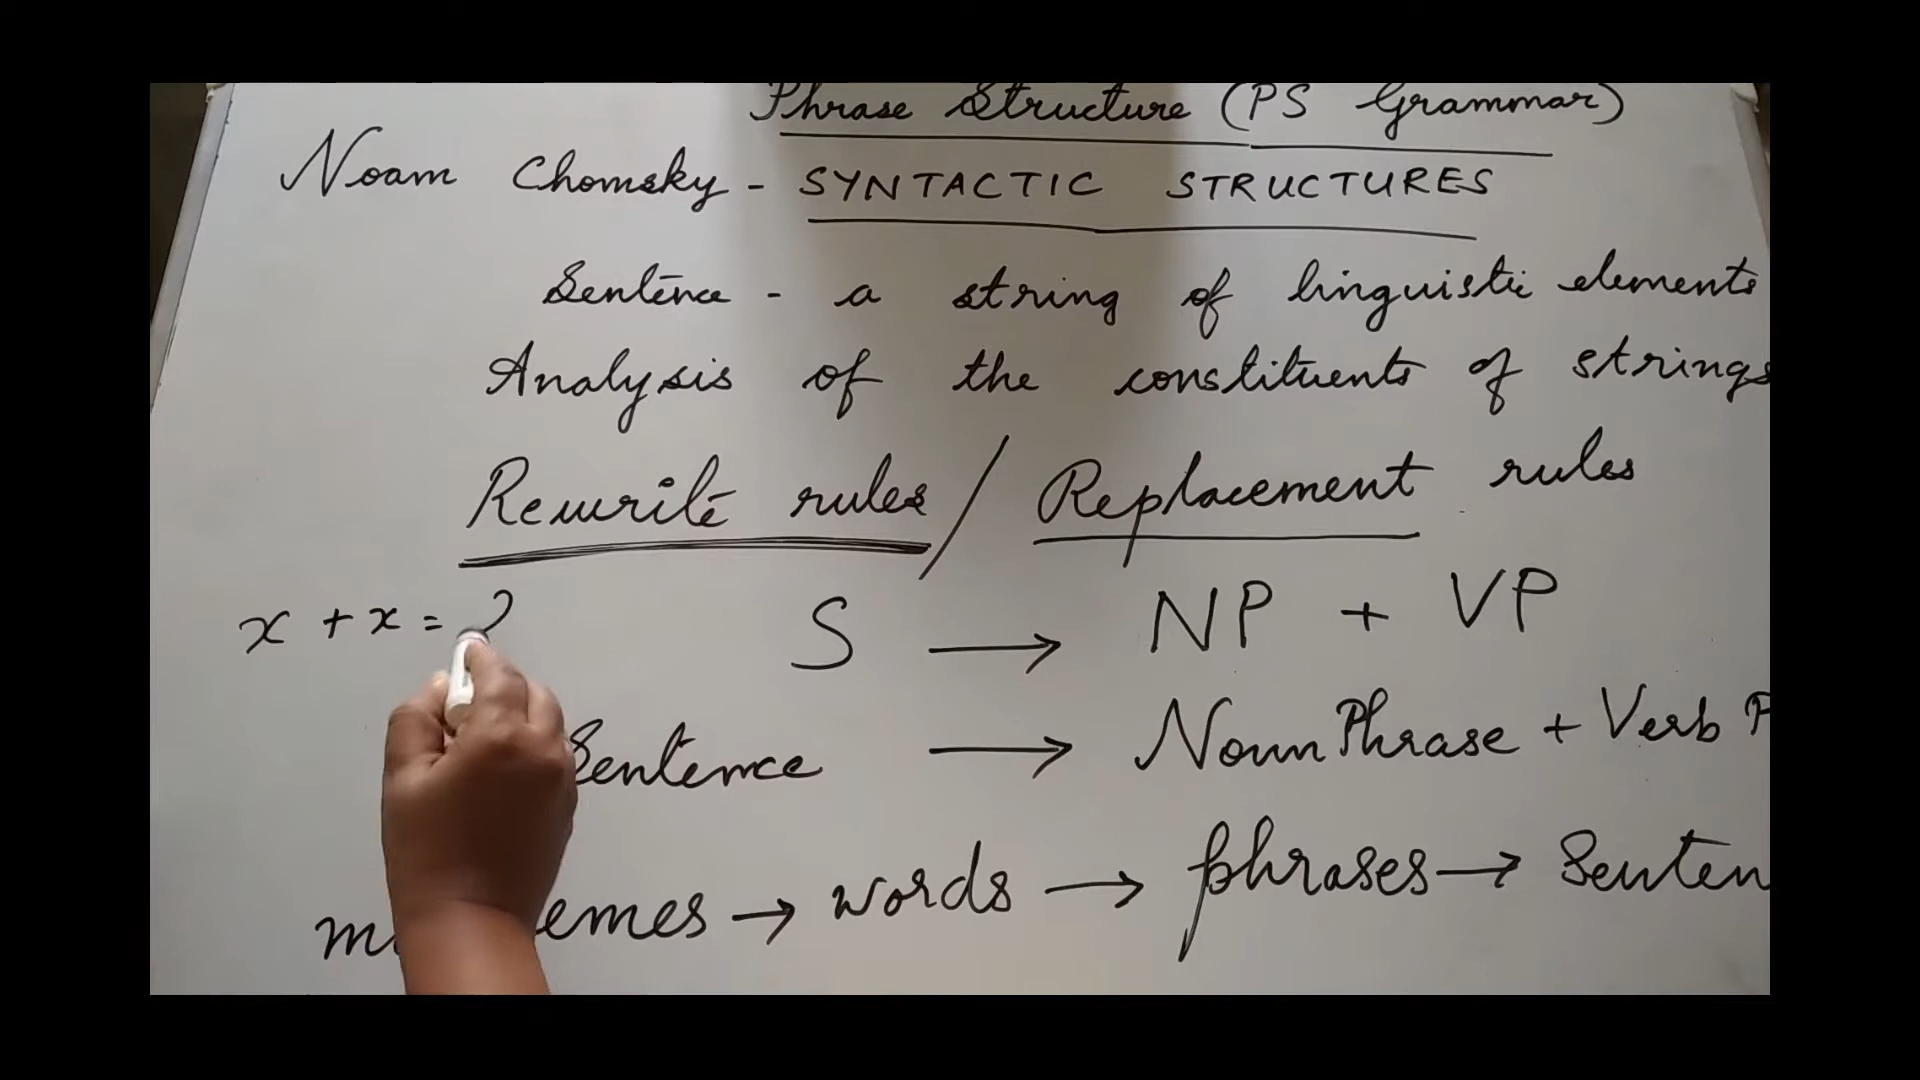 Phrase Structure (PS Grammar)
Noam Chomsky - SYNTACTIC STRUCTURES
Sentence - a string of linguistic elements
Analysis of the constituents of strings
Rewrite rules / Replacement rules
x + x = 2
S → NP + VP
Sentence → Noun Phrase + Verb P
m emes → words → phrases → Senten